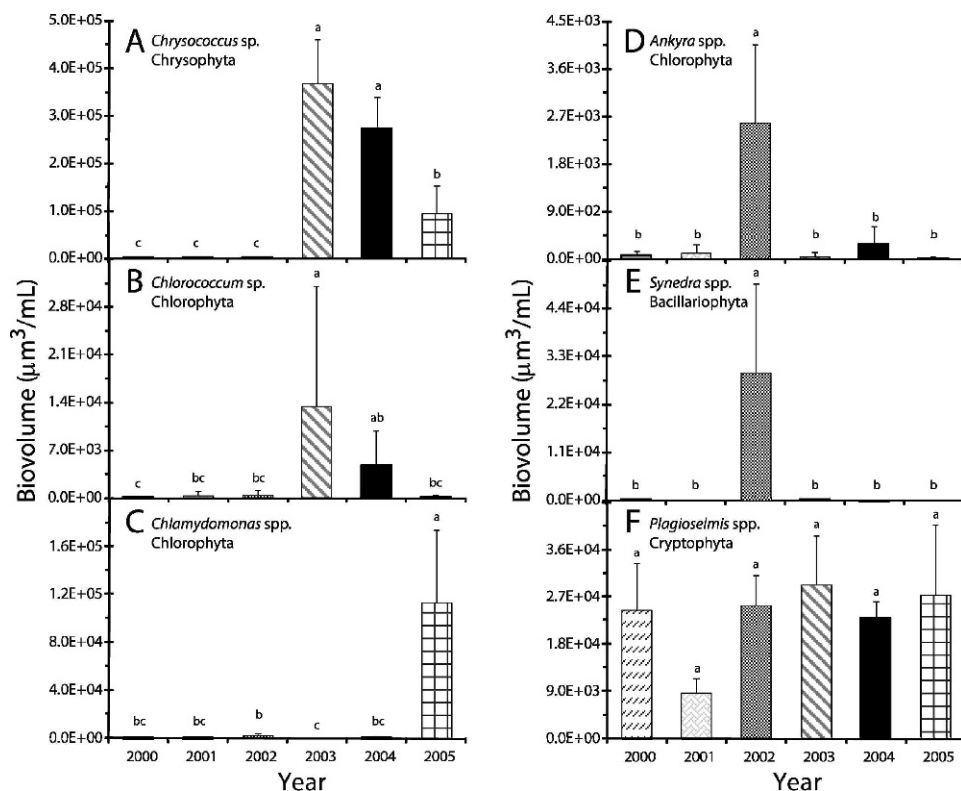 Biovolume (μm³/mL)
A Chrysococcus sp.
Chrysophyta
5.0E+05
4.0E+05
3.0E+05
2.0E+05
1.0E+05
0.0E+00
c c c a a b
B Chlorococcum sp.
Chlorophyta
2.8E+04
2.1E+04
1.4E+04
7.0E+03
0.0E+00
c bc bc a ab bc
C Chlamydomonas spp.
Chlorophyta
1.6E+05
1.2E+05
8.0E+04
4.0E+04
0.0E+00
bc bc b c bc a
2000 2001 2002 2003 2004 2005
Year
Biovolume (μm³/mL)
D Ankyra spp.
Chlorophyta
4.5E+03
3.6E+03
2.7E+03
1.8E+03
9.0E+02
0.0E+00
b b a b b b
E Synedra spp.
Bacillariophyta
4.4E+04
3.3E+04
2.2E+04
1.1E+04
0.0E+00
b b a b b b
F Plagioselmis spp.
Cryptophyta
3.6E+04
2.7E+04
1.8E+04
9.0E+03
0.0E+00
a a a a a a
2000 2001 2002 2003 2004 2005
Year